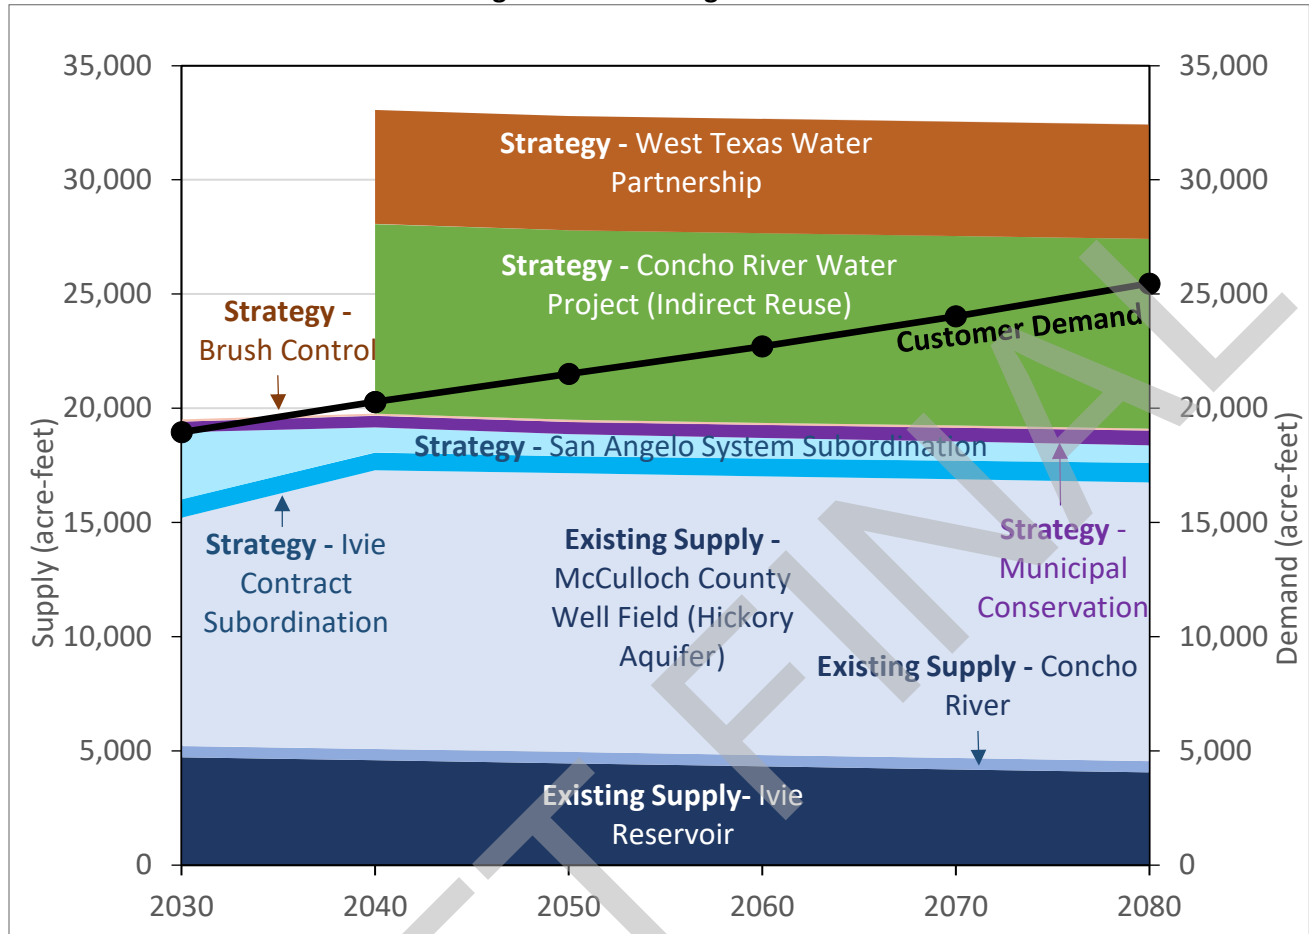 35,000
30,000
25,000
20,000
15,000
10,000
5,000
0
Supply (acre-feet)
35,000
30,000
25,000
20,000
15,000
10,000
5,000
0
Demand (acre-feet)
2030
2040
2050
2060
2070
2080
Strategy - West Texas Water
Partnership
Strategy - Concho River Water
Project (Indirect Reuse)
Strategy -
Brush Control
Customer Demand
Strategy - San Angelo System Subordination
Strategy - Ivie
Contract
Subordination
Existing Supply -
McCulloch County
Well Field (Hickory
Aquifer)
Strategy -
Municipal
Conservation
Existing Supply - Concho
River
Existing Supply- Ivie
Reservoir
FINAL